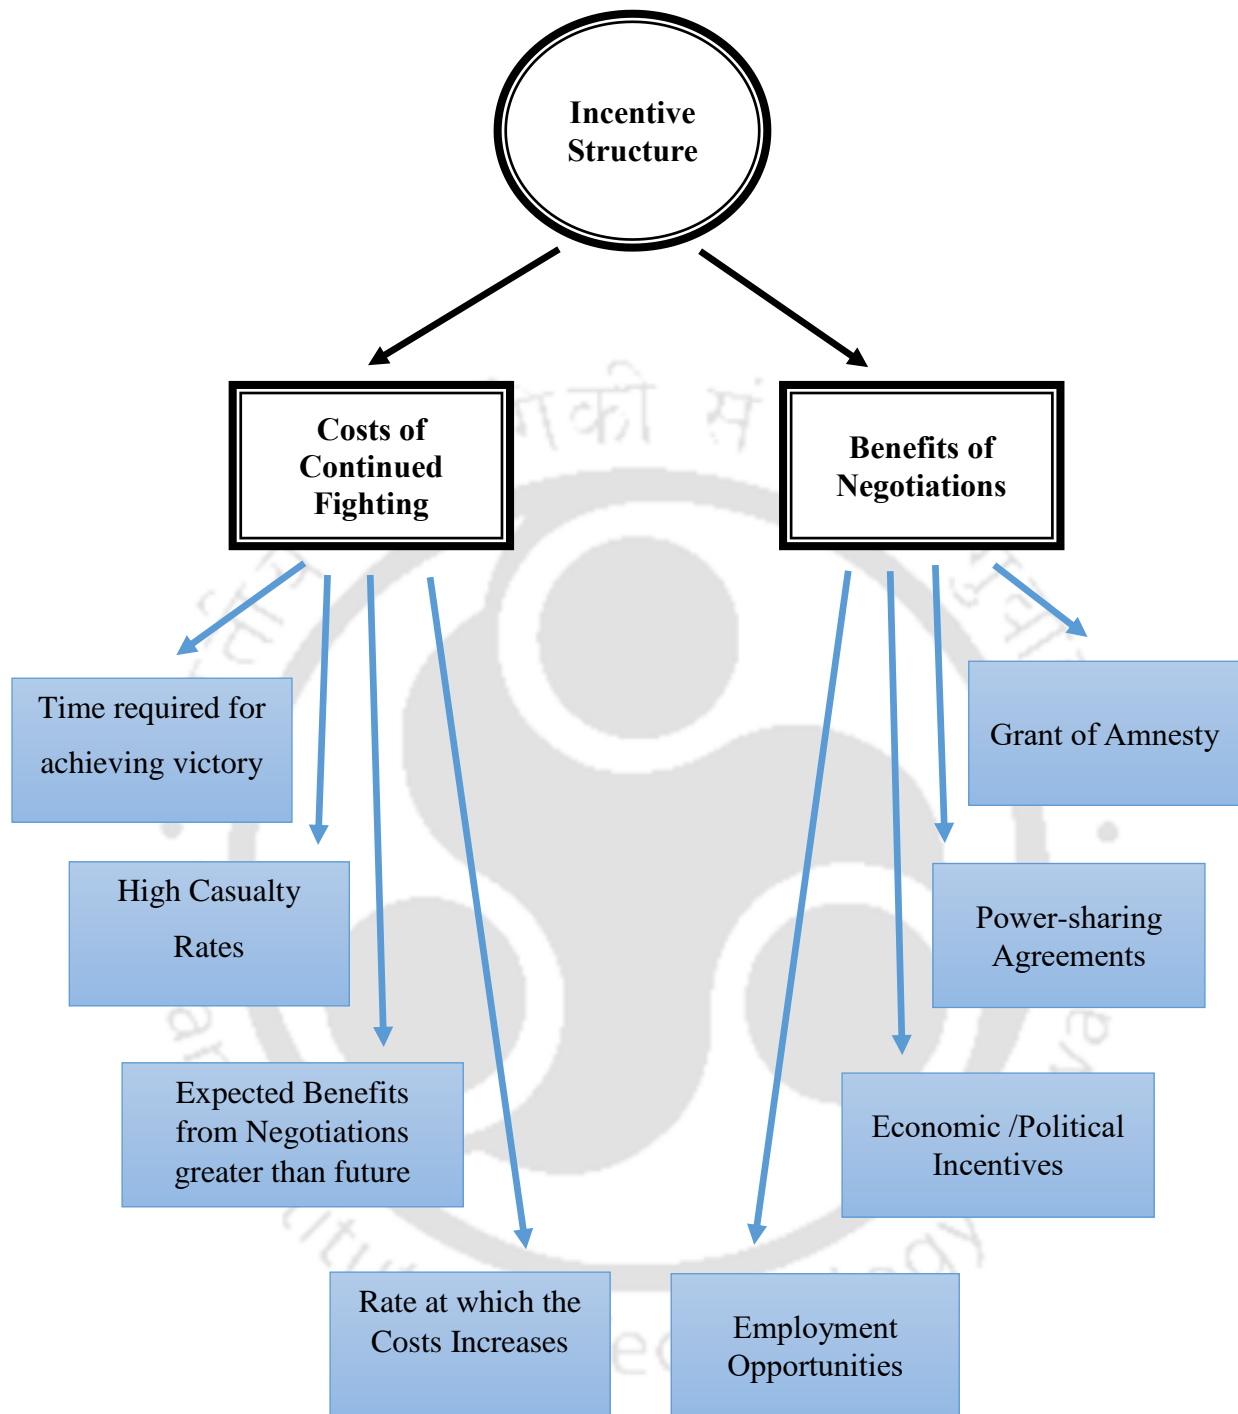 Incentive
Structure
Costs of
Continued
Fighting
Benefits of
Negotiations
Time required for
achieving victory
Grant of Amnesty
High Casualty
Rates
Power-sharing
Agreements
Expected Benefits
from Negotiations
greater than future
Economic /Political
Incentives
Rate at which the
Costs Increases
Employment
Opportunities